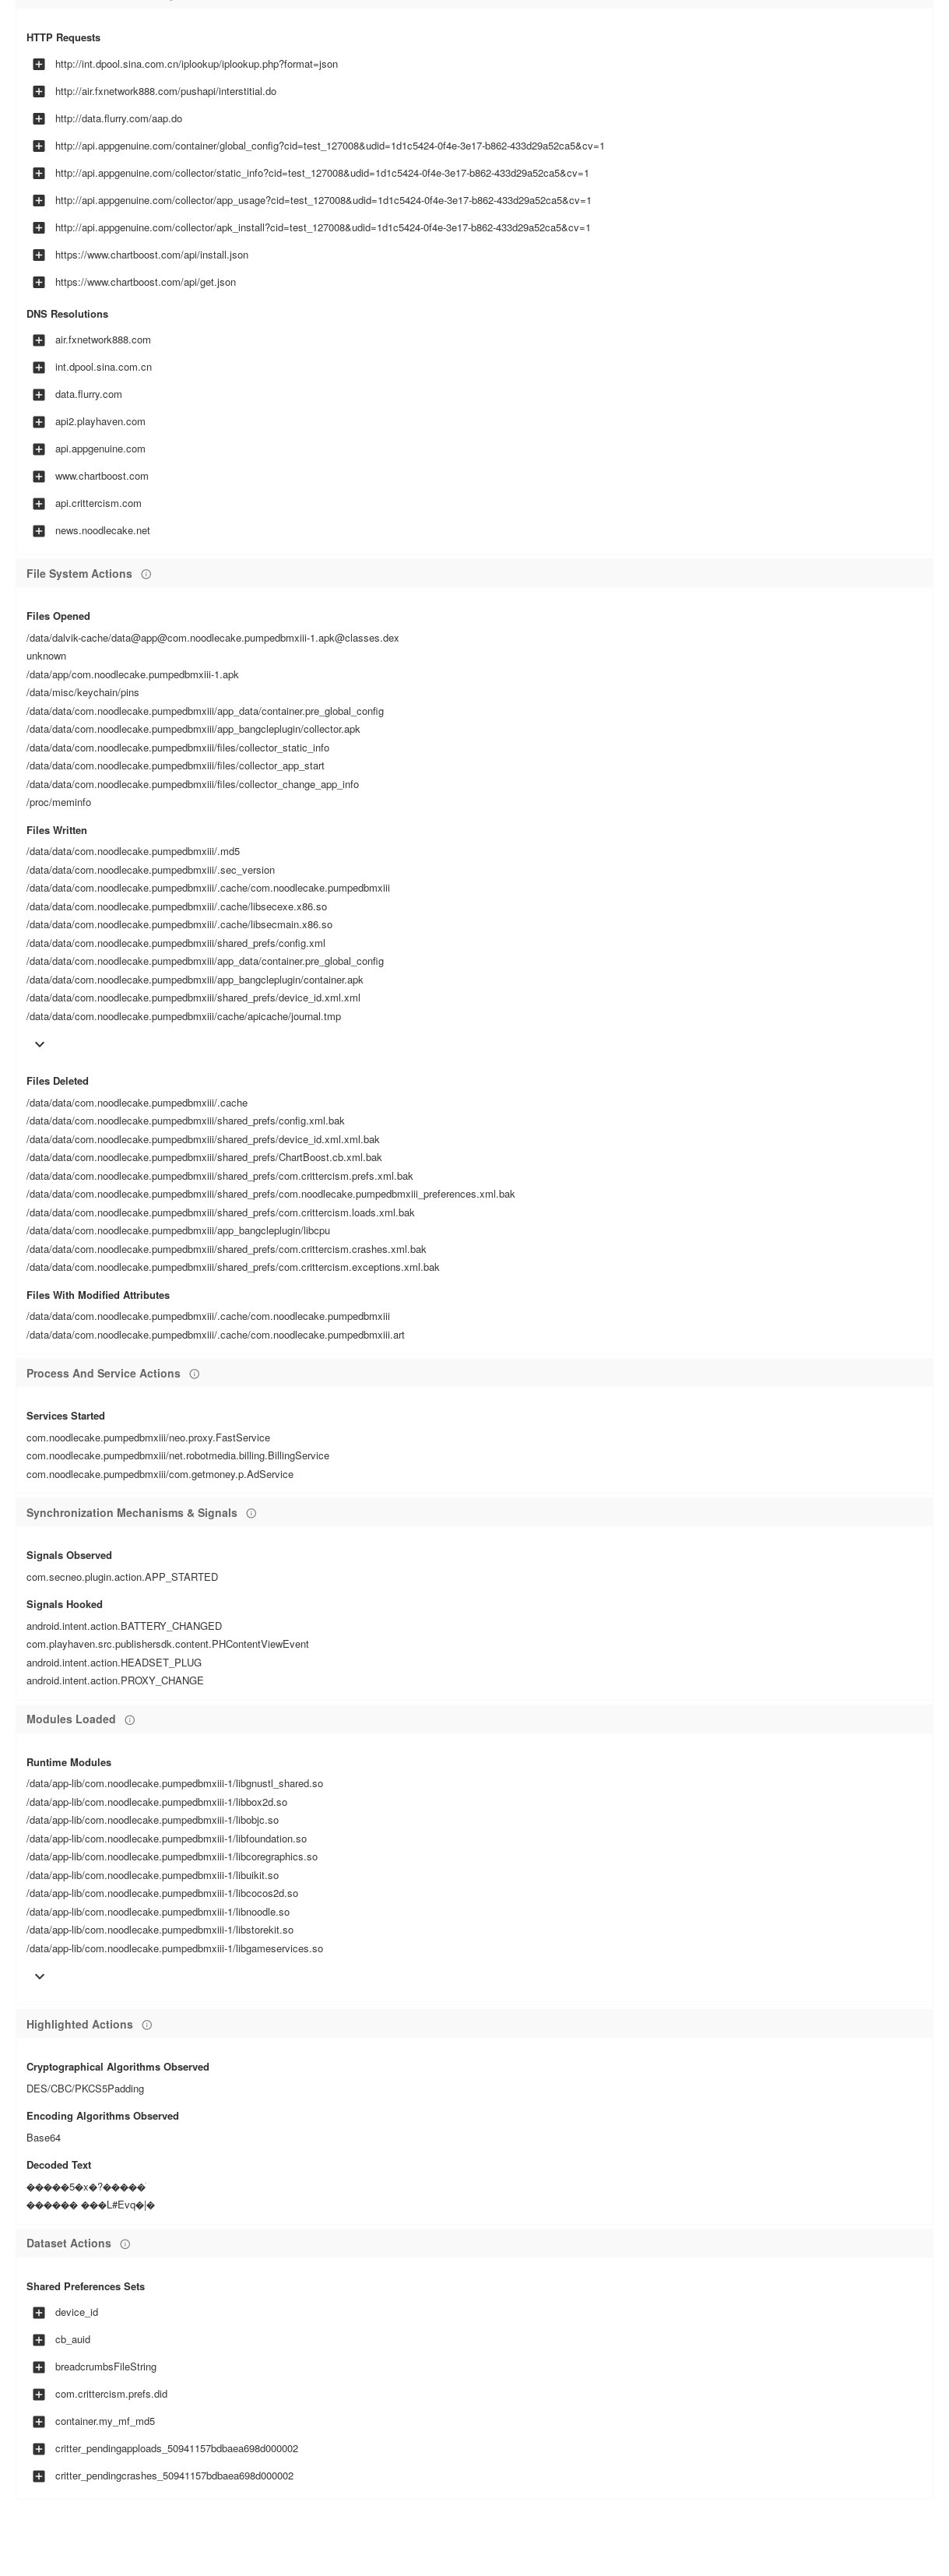 HTTP Requests
http://int.dpool.sina.com.cn/iplookup/iplookup.php?format=json
http://air.fxnetwork888.com/pushapi/interstitial.do
http://data.flurry.com/aap.do
http://api.appgenuine.com/container/global_config?cid=test_127008&udid=1d1c5424-0f4e-3e17-b862-433d29a52ca5&cv=1
http://api.appgenuine.com/collector/static_info?cid=test_127008&udid=1d1c5424-0f4e-3e17-b862-433d29a52ca5&cv=1
http://api.appgenuine.com/collector/app_usage?cid=test_127008&udid=1d1c5424-0f4e-3e17-b862-433d29a52ca5&cv=1
http://api.appgenuine.com/collector/apk_install?cid=test_127008&udid=1d1c5424-0f4e-3e17-b862-433d29a52ca5&cv=1
https://www.chartboost.com/api/install.json
https://www.chartboost.com/api/get.json
DNS Resolutions
air.fxnetwork888.com
int.dpool.sina.com.cn
data.flurry.com
api2.playhaven.com
api.appgenuine.com
www.chartboost.com
api.crittercism.com
news.noodlecake.net
File System Actions
Files Opened
/data/dalvik-cache/data@app@com.noodlecake.pumpedbmxiii-1.apk@classes.dex
unknown
/data/app/com.noodlecake.pumpedbmxiii-1.apk
/data/misc/keychain/pins
/data/data/com.noodlecake.pumpedbmxiii/app_data/container.pre_global_config
/data/data/com.noodlecake.pumpedbmxiii/app_bangcleplugin/collector.apk
/data/data/com.noodlecake.pumpedbmxiii/files/collector_static_info
/data/data/com.noodlecake.pumpedbmxiii/files/collector_app_start
/data/data/com.noodlecake.pumpedbmxiii/files/collector_change_app_info
/proc/meminfo
Files Written
/data/data/com.noodlecake.pumpedbmxiii/.md5
/data/data/com.noodlecake.pumpedbmxiii/.sec_version
/data/data/com.noodlecake.pumpedbmxiii/.cache/com.noodlecake.pumpedbmxiii
/data/data/com.noodlecake.pumpedbmxiii/.cache/libsecexe.x86.so
/data/data/com.noodlecake.pumpedbmxiii/.cache/libsecmain.x86.so
/data/data/com.noodlecake.pumpedbmxiii/shared_prefs/config.xml
/data/data/com.noodlecake.pumpedbmxiii/app_data/container.pre_global_config
/data/data/com.noodlecake.pumpedbmxiii/app_bangcleplugin/container.apk
/data/data/com.noodlecake.pumpedbmxiii/shared_prefs/device_id.xml.xml
/data/data/com.noodlecake.pumpedbmxiii/cache/apicache/journal.tmp
Files Deleted
/data/data/com.noodlecake.pumpedbmxiii/.cache
/data/data/com.noodlecake.pumpedbmxiii/shared_prefs/config.xml.bak
/data/data/com.noodlecake.pumpedbmxiii/shared_prefs/device_id.xml.xml.bak
/data/data/com.noodlecake.pumpedbmxiii/shared_prefs/ChartBoost.cb.xml.bak
/data/data/com.noodlecake.pumpedbmxiii/shared_prefs/com.crittercism.prefs.xml.bak
/data/data/com.noodlecake.pumpedbmxiii/shared_prefs/com.noodlecake.pumpedbmxiii_preferences.xml.bak
/data/data/com.noodlecake.pumpedbmxiii/shared_prefs/com.crittercism.loads.xml.bak
/data/data/com.noodlecake.pumpedbmxiii/app_bangcleplugin/libcpu
/data/data/com.noodlecake.pumpedbmxiii/shared_prefs/com.crittercism.crashes.xml.bak
/data/data/com.noodlecake.pumpedbmxiii/shared_prefs/com.crittercism.exceptions.xml.bak
Files With Modified Attributes
/data/data/com.noodlecake.pumpedbmxiii/.cache/com.noodlecake.pumpedbmxiii
/data/data/com.noodlecake.pumpedbmxiii/.cache/com.noodlecake.pumpedbmxiii.art
Process And Service Actions
Services Started
com.noodlecake.pumpedbmxiii/neo.proxy.FastService
com.noodlecake.pumpedbmxiii/net.robotmedia.billing.BillingService
com.noodlecake.pumpedbmxiii/com.getmoney.p.AdService
Synchronization Mechanisms & Signals
Signals Observed
com.secneo.plugin.action.APP_STARTED
Signals Hooked
android.intent.action.BATTERY_CHANGED
com.playhaven.src.publishersdk.content.PHContentViewEvent
android.intent.action.HEADSET_PLUG
android.intent.action.PROXY_CHANGE
Modules Loaded
Runtime Modules
/data/app-lib/com.noodlecake.pumpedbmxiii-1/libgnustl_shared.so
/data/app-lib/com.noodlecake.pumpedbmxiii-1/libbox2d.so
/data/app-lib/com.noodlecake.pumpedbmxiii-1/libobjc.so
/data/app-lib/com.noodlecake.pumpedbmxiii-1/libfoundation.so
/data/app-lib/com.noodlecake.pumpedbmxiii-1/libcoregraphics.so
/data/app-lib/com.noodlecake.pumpedbmxiii-1/libuikit.so
/data/app-lib/com.noodlecake.pumpedbmxiii-1/libcocos2d.so
/data/app-lib/com.noodlecake.pumpedbmxiii-1/libnoodle.so
/data/app-lib/com.noodlecake.pumpedbmxiii-1/libstorekit.so
/data/app-lib/com.noodlecake.pumpedbmxiii-1/libgameservices.so
Highlighted Actions
Cryptographical Algorithms Observed
DES/CBC/PKCS5Padding
Encoding Algorithms Observed
Base64
Decoded Text
�����5�x�?�����
������ ���L#Evq�|�
Dataset Actions
Shared Preferences Sets
device_id
cb_auid
breadcrumbsFileString
com.crittercism.prefs.did
container.my_mf_md5
critter_pendingapploads_50941157bdbaea698d000002
critter_pendingcrashes_50941157bdbaea698d000002